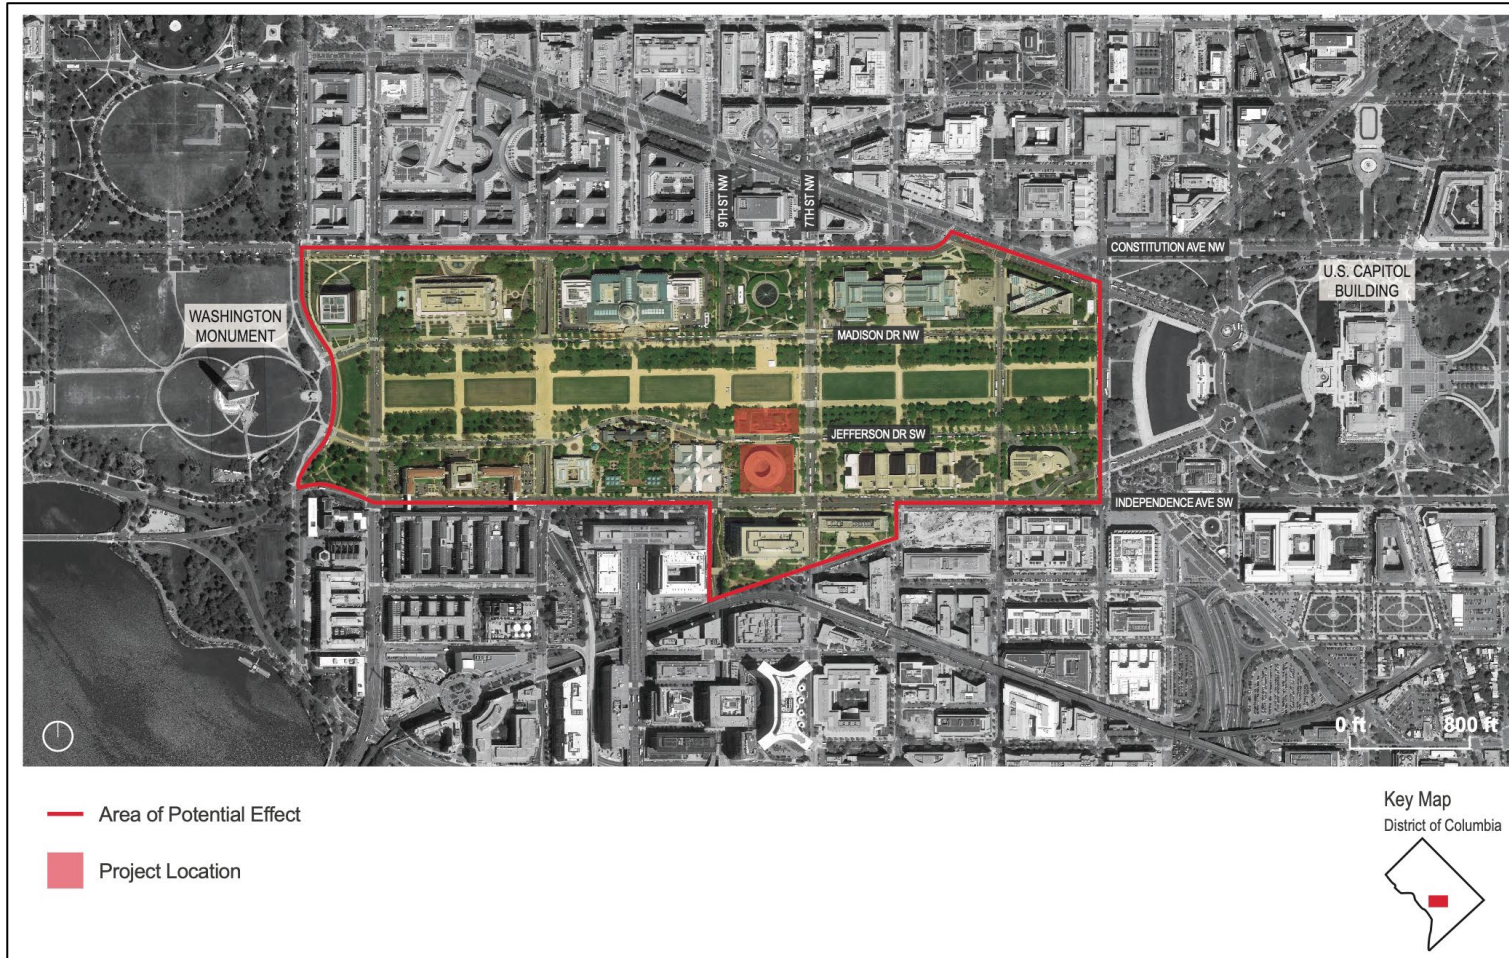 9TH ST NW
7TH ST NW
CONSTITUTION AVE NW
U.S. CAPITOL
BUILDING
WASHINGTON
MONUMENT
MADISON DR NW
JEFFERSON DR SW
INDEPENDENCE AVE SW
0 ft 800 ft
Area of Potential Effect
Project Location
Key Map
District of Columbia